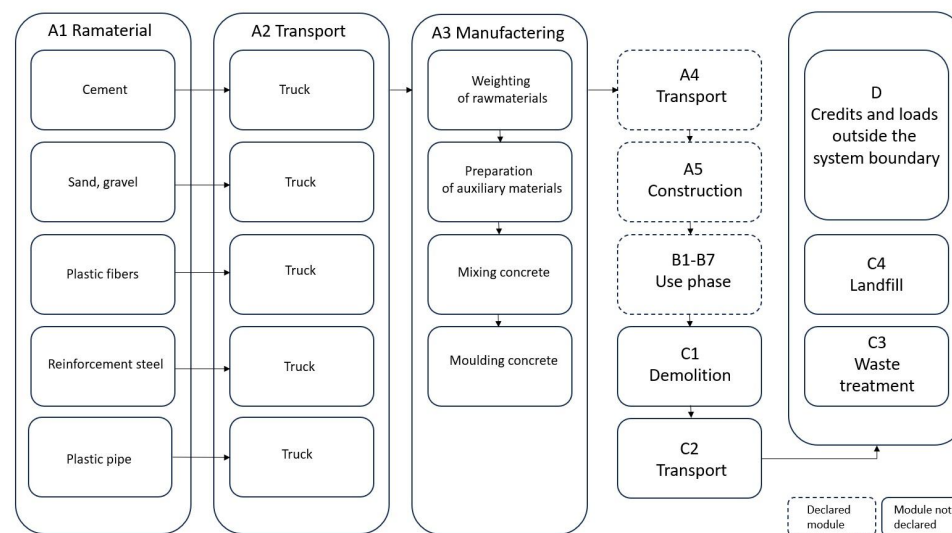 A1 Ramaterial
Cement
Sand, gravel
Plastic fibers
Reinforcement steel
Plastic pipe
A2 Transport
Truck
Truck
Truck
Truck
Truck
A3 Manufactering
Weighting
of rawmaterials
Preparation
of auxiliary materials
Mixing concrete
Moulding concrete
A4
Transport
A5
Construction
B1-B7
Use phase
C1
Demolition
C2
Transport
D
Credits and loads
outside the
system boundary
C4
Landfill
C3
Waste
treatment
Declared
module
Module not
declared